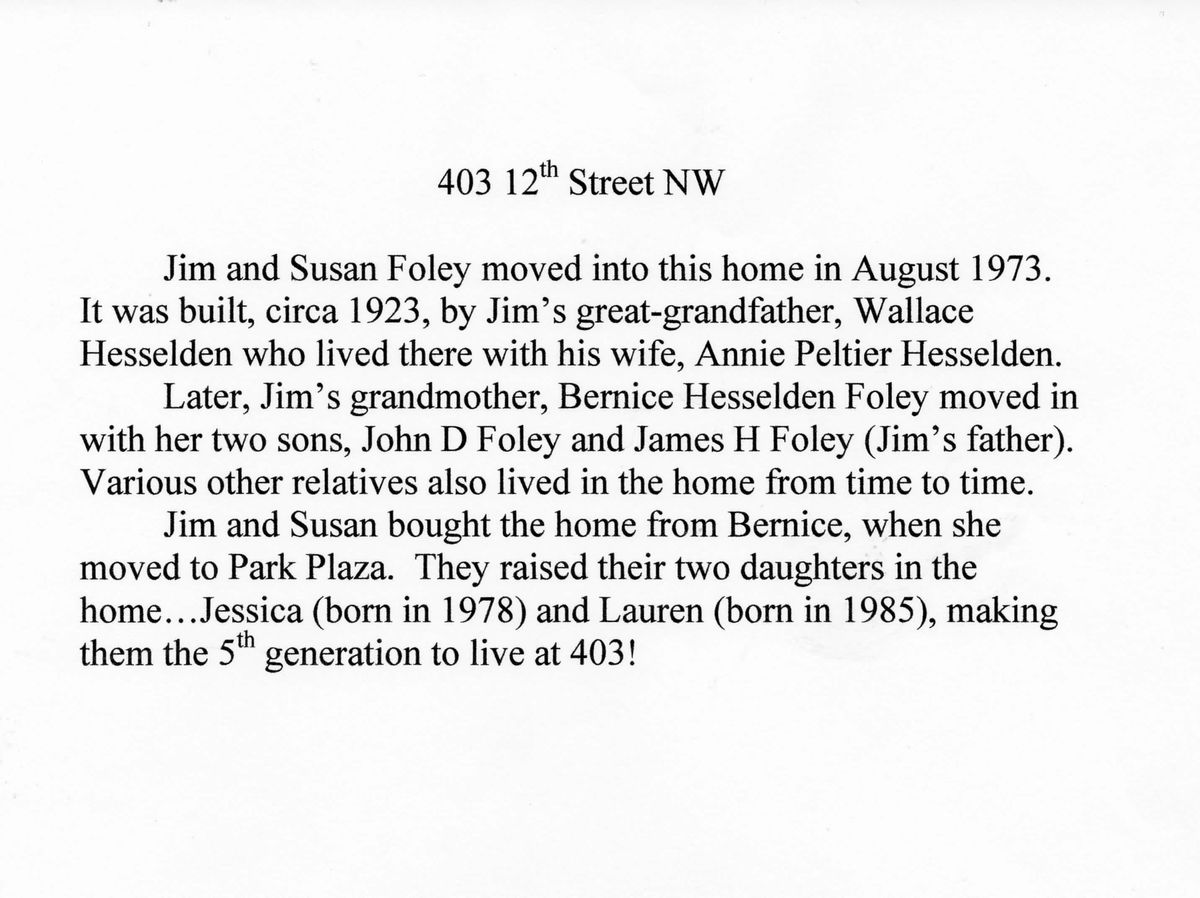 403 12th Street NW
Jim and Susan Foley moved into this home in August 1973.
It was built, circa 1923, by Jim’s great-grandfather, Wallace
Hesselden who lived there with his wife, Annie Peltier Hesselden.
Later, Jim’s grandmother, Bernice Hesselden Foley moved in
with her two sons, John D Foley and James H Foley (Jim’s father).
Various other relatives also lived in the home from time to time.
Jim and Susan bought the home from Bernice, when she
moved to Park Plaza.  They raised their two daughters in the
home…Jessica (born in 1978) and Lauren (born in 1985), making
them the 5th generation to live at 403!